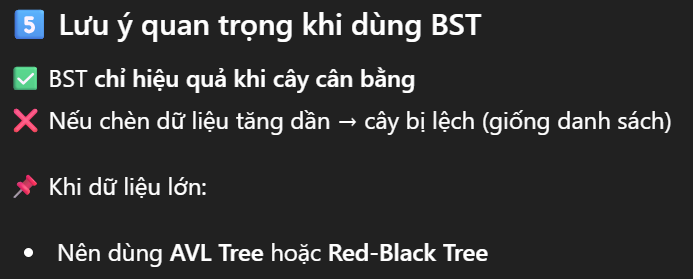 5️⃣ Lưu ý quan trọng khi dùng BST
✅ BST chỉ hiệu quả khi cây cân bằng
❌ Nếu chèn dữ liệu tăng dần → cây bị lệch (giống danh sách)
📌 Khi dữ liệu lớn:
• Nên dùng AVL Tree hoặc Red-Black Tree